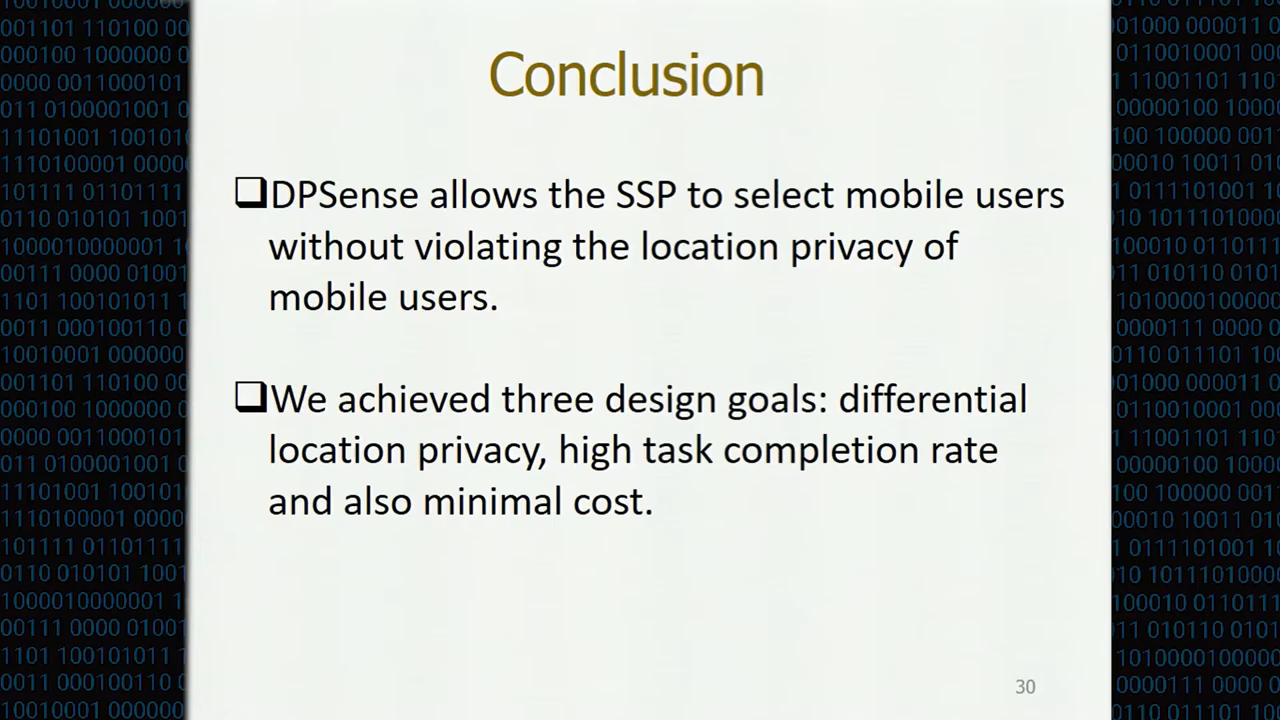 Conclusion
❑DPSense allows the SSP to select mobile users
without violating the location privacy of
mobile users.
❑We achieved three design goals: differential
location privacy, high task completion rate
and also minimal cost.
30